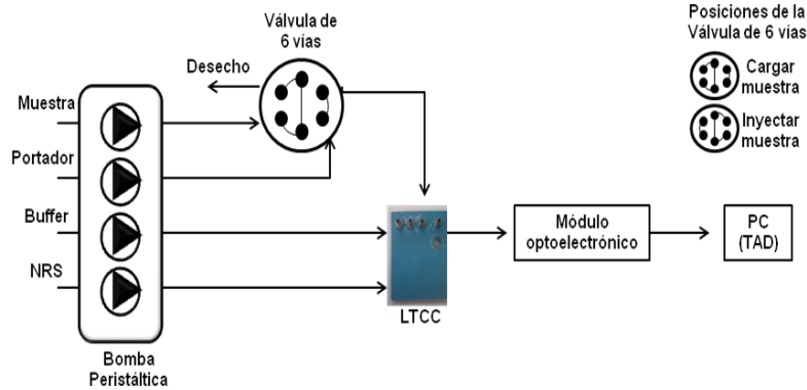 Válvula de
6 vías
Posiciones de la
Válvula de 6 vías
Cargar
muestra
Inyectar
muestra
Desecho
Muestra
Portador
Buffer
NRS
Bomba
Peristáltica
LTCC
Módulo
optoelectrónico
PC
(TAD)